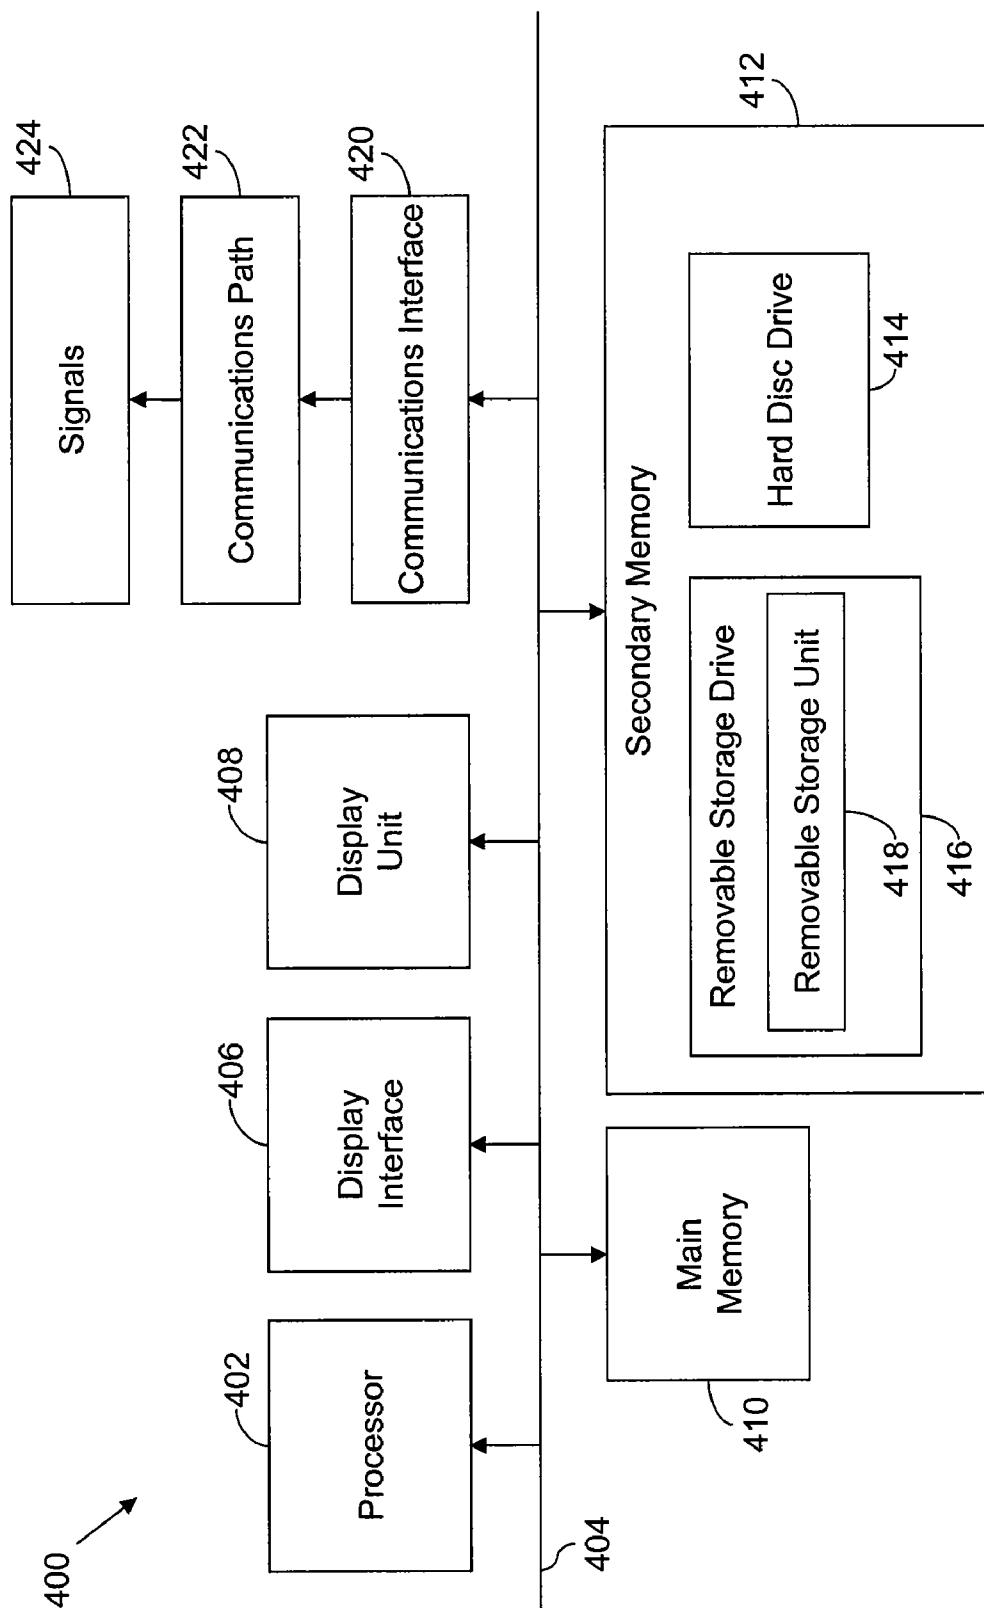 400
402
Processor
406
Display
Interface
408
Display
Unit
424
Signals
422
Communications Path
420
Communications Interface
404
410
Main
Memory
412
Secondary Memory
Removable Storage Drive
Removable Storage Unit
418
416
Hard Disc Drive
414